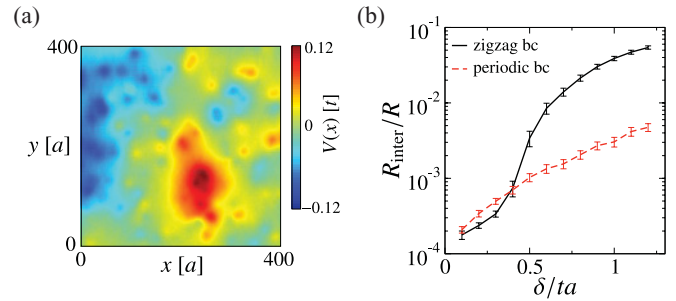 (a)
400
y [a]
0
0
x [a]
400
0.12
0
−0.12
V(x) [t]
(b)
10⁻¹
10⁻²
10⁻³
10⁻⁴
R_inter/R
zigzag bc
periodic bc
0
0.5
1
δ/ta